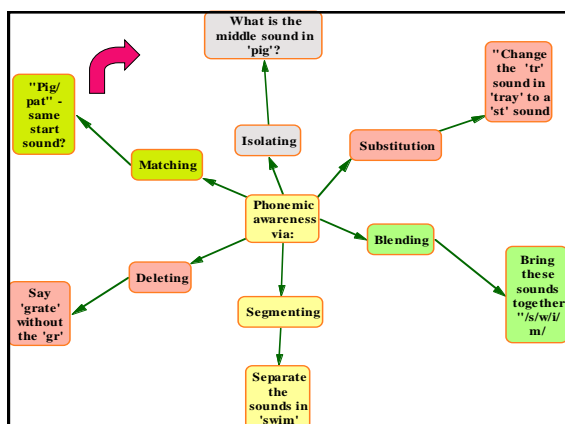 What is the
middle sound in
'pig'?
"Change
the 'tr'
sound in
'tray' to a
'st' sound
"Pig/
pat" -
same
start
sound?
Isolating
Substitution
Matching
Phonemic
awareness
via:
Blending
Deleting
Say
'grate'
without
the 'gr'
Segmenting
Bring
these
sounds
together
"/s/w/i/
m/
Separate
the
sounds in
'swim'